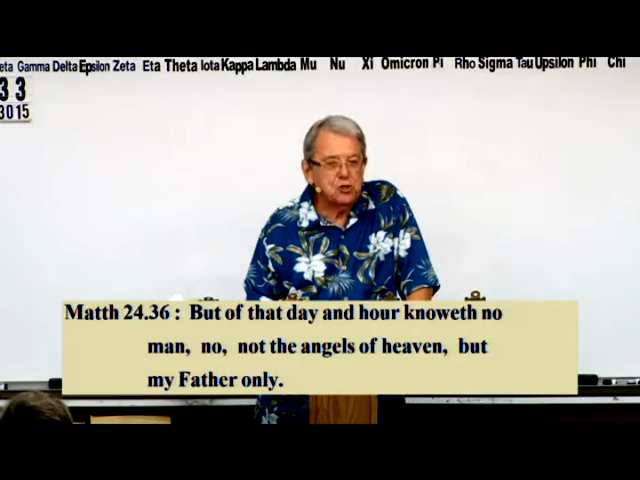 eta Gamma Delta Epsilon Zeta Eta Theta Iota Kappa Lambda Mu Nu Xi Omicron Pi Rho Sigma Tau Upsilon Phi Chi
33
3015
Matth 24.36 : But of that day and hour knoweth no
man, no, not the angels of heaven, but
my Father only.